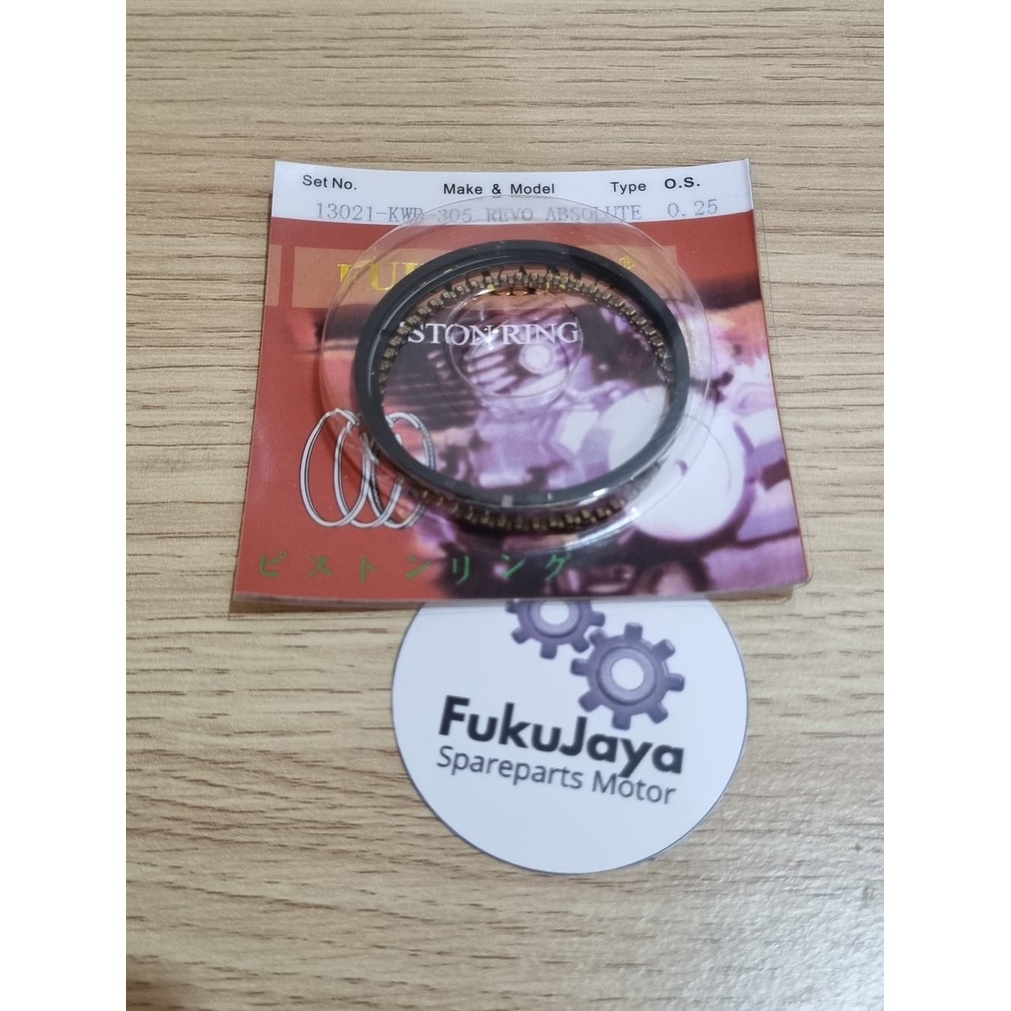 Set No. Make & Model Type O.S.
13021-KWB-305 REVO ABSOLUTE 0.25
STON RING
ピストンリング
FukuJaya
Spareparts Motor